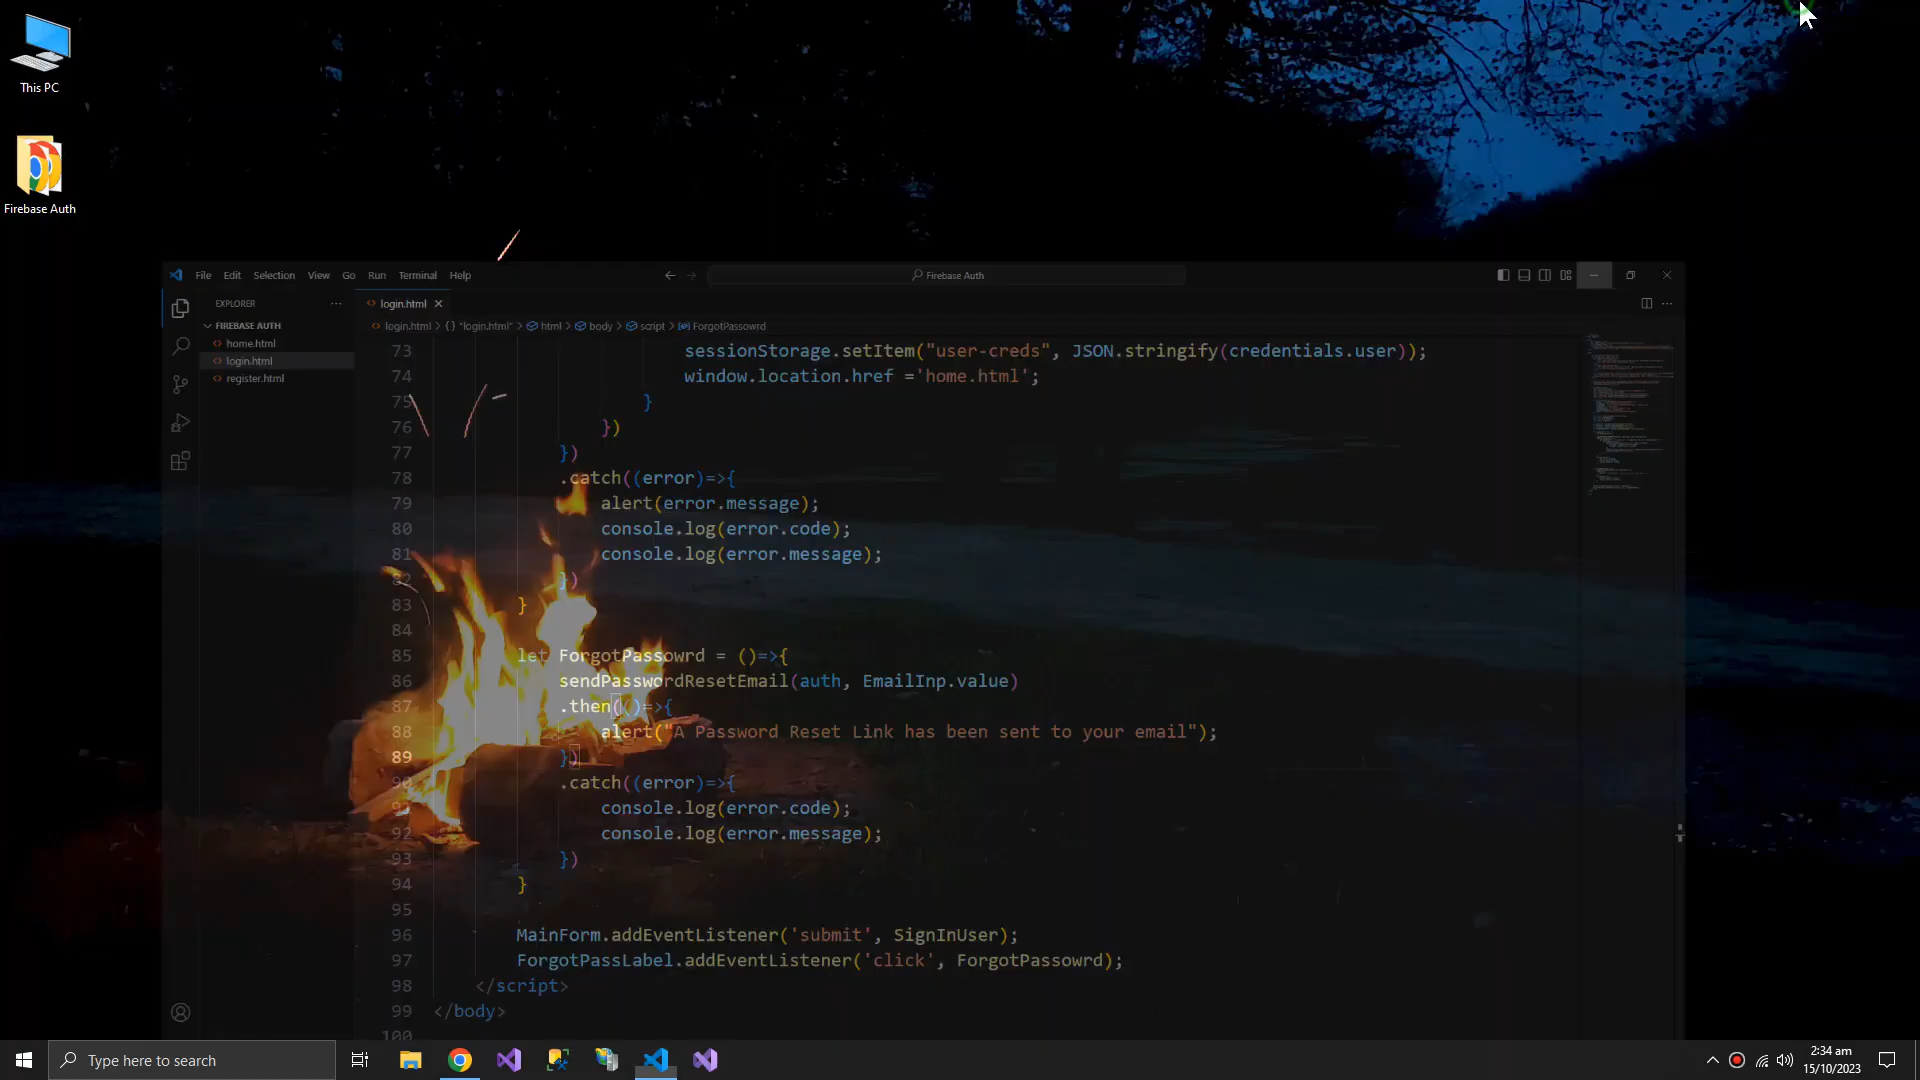 This PC
Firebase Auth
File Edit Selection View Go Run Terminal Help
Firebase Auth
EXPLORER
FIREBASE AUTH
home.html
login.html
register.html
login.html
login.html > {} "login.html" > html > body > script > ForgotPassowrd
73 sessionStorage.setItem("user-creds", JSON.stringify(credentials.user));
74 window.location.href ='home.html';
75 }
76 })
77 })
78 .catch((error)=>{
79 alert(error.message);
80 console.log(error.code);
81 console.log(error.message);
82 })
83 }
84
85 let ForgotPassowrd = ()=>{
86 sendPasswordResetEmail(auth, EmailInp.value)
87 .then(()=>{
88 alert("A Password Reset Link has been sent to your email");
89 })
90 .catch((error)=>{
91 console.log(error.code);
92 console.log(error.message);
93 })
94 }
95
96 MainForm.addEventListener('submit', SignInUser);
97 ForgotPassLabel.addEventListener('click', ForgotPassowrd);
98 </script>
99 </body>
100
Type here to search
2:34 am
15/10/2023